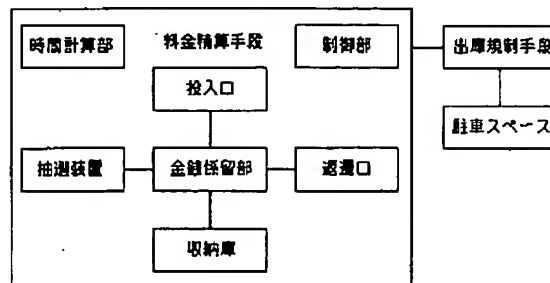 時間計算部
料金精算手段
制御部
出庫規制手段
投入口
駐車スペース
抽選装置
金銭係留部
返還口
収納庫